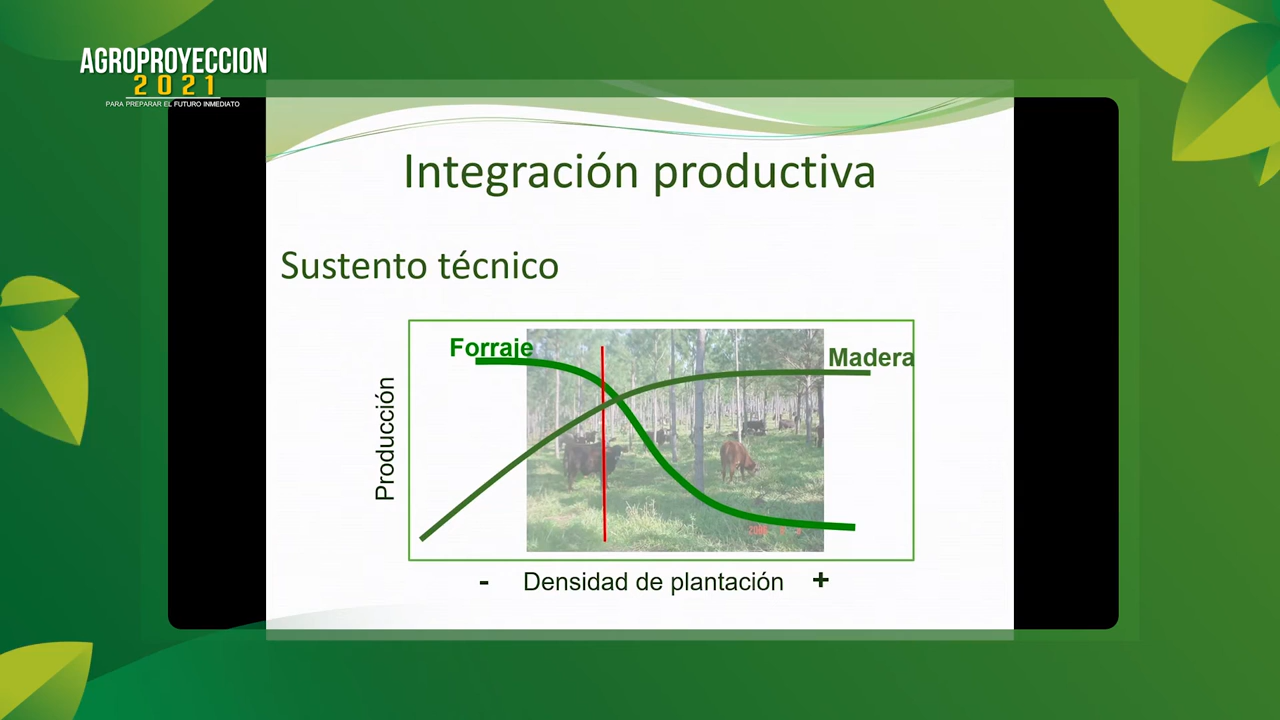 AGROPROYECCION
2021
PARA PREPARAR EL FUTURO INMEDIATO
Integración productiva
Sustento técnico
Forraje
Madera
Producción
- Densidad de plantación +